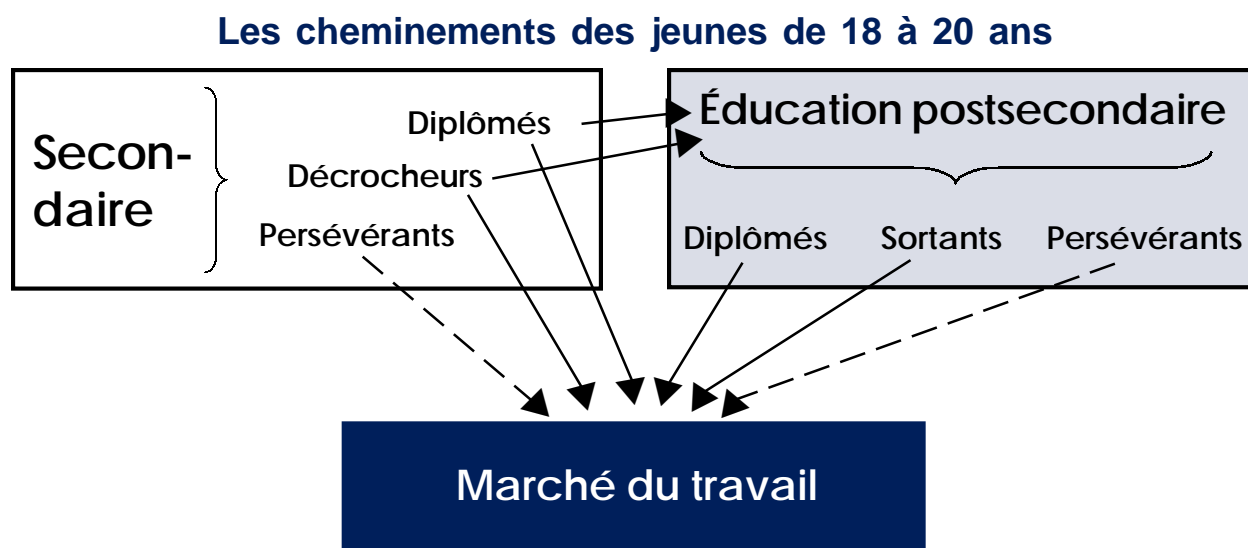 Les cheminements des jeunes de 18 à 20 ans
Secon-
daire
Diplômés
Décrocheurs
Persévérants
Éducation postsecondaire
Diplômés Sortants Persévérants
Marché du travail